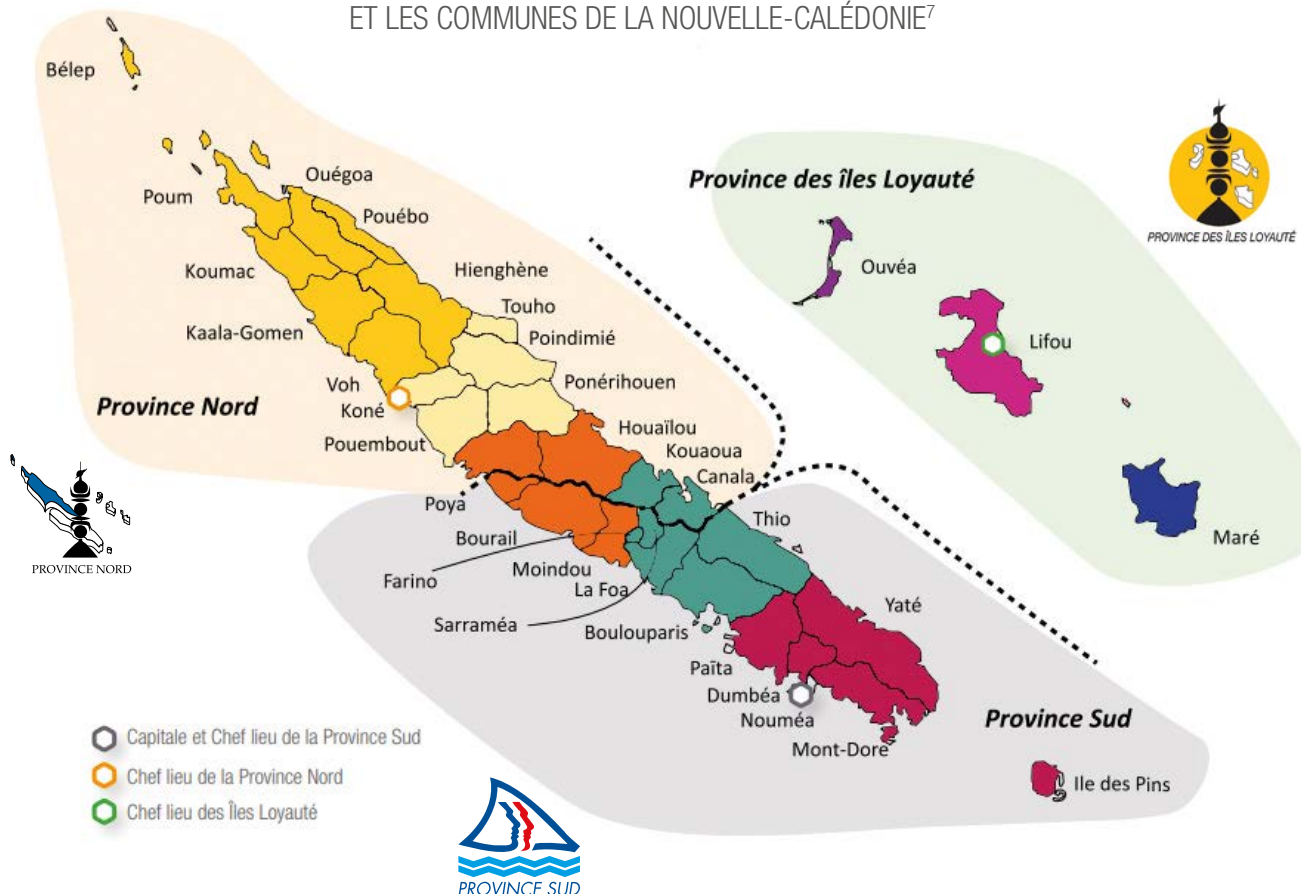 ET LES COMMUNES DE LA NOUVELLE-CALÉDONIE⁷
Bélep
Poum
Ouégoa
Pouébo
Koumac
Hienghène
Kaala-Gomen
Touho
Poindimié
Voh
Koné
Ponérihouen
Province Nord
Pouembout
Houaïlou
Kouaoua
Canala
PROVINCE NORD
Poya
Thio
Bourail
Farino
Moindou
La Foa
Sarraméa
Boulouparis
Yaté
Païta
Dumbéa
Nouméa
Mont-Dore
Province Sud
Ile des Pins
Province des îles Loyauté
PROVINCE DES ÎLES LOYAUTÉ
Ouvéa
Lifou
Maré
Capitale et Chef lieu de la Province Sud
Chef lieu de la Province Nord
Chef lieu des Îles Loyauté
PROVINCE SUD